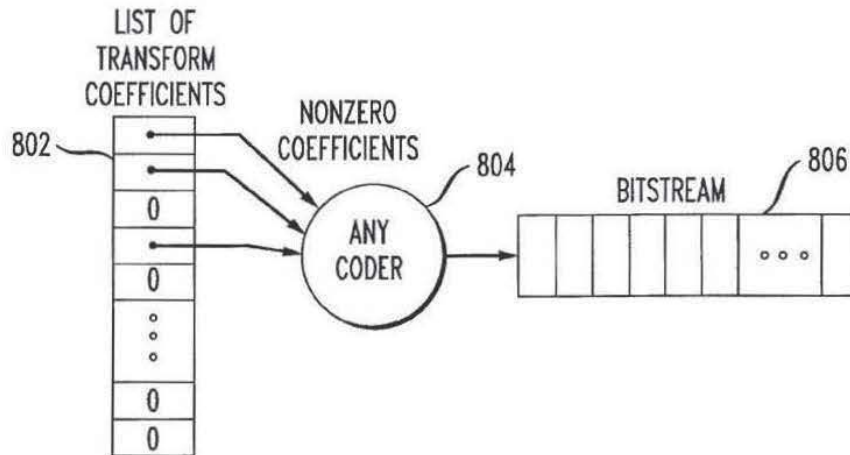 LIST OF
TRANSFORM
COEFFICIENTS
802
NONZERO
COEFFICIENTS
0
0
0
0
ANY
CODER
804
BITSTREAM
806